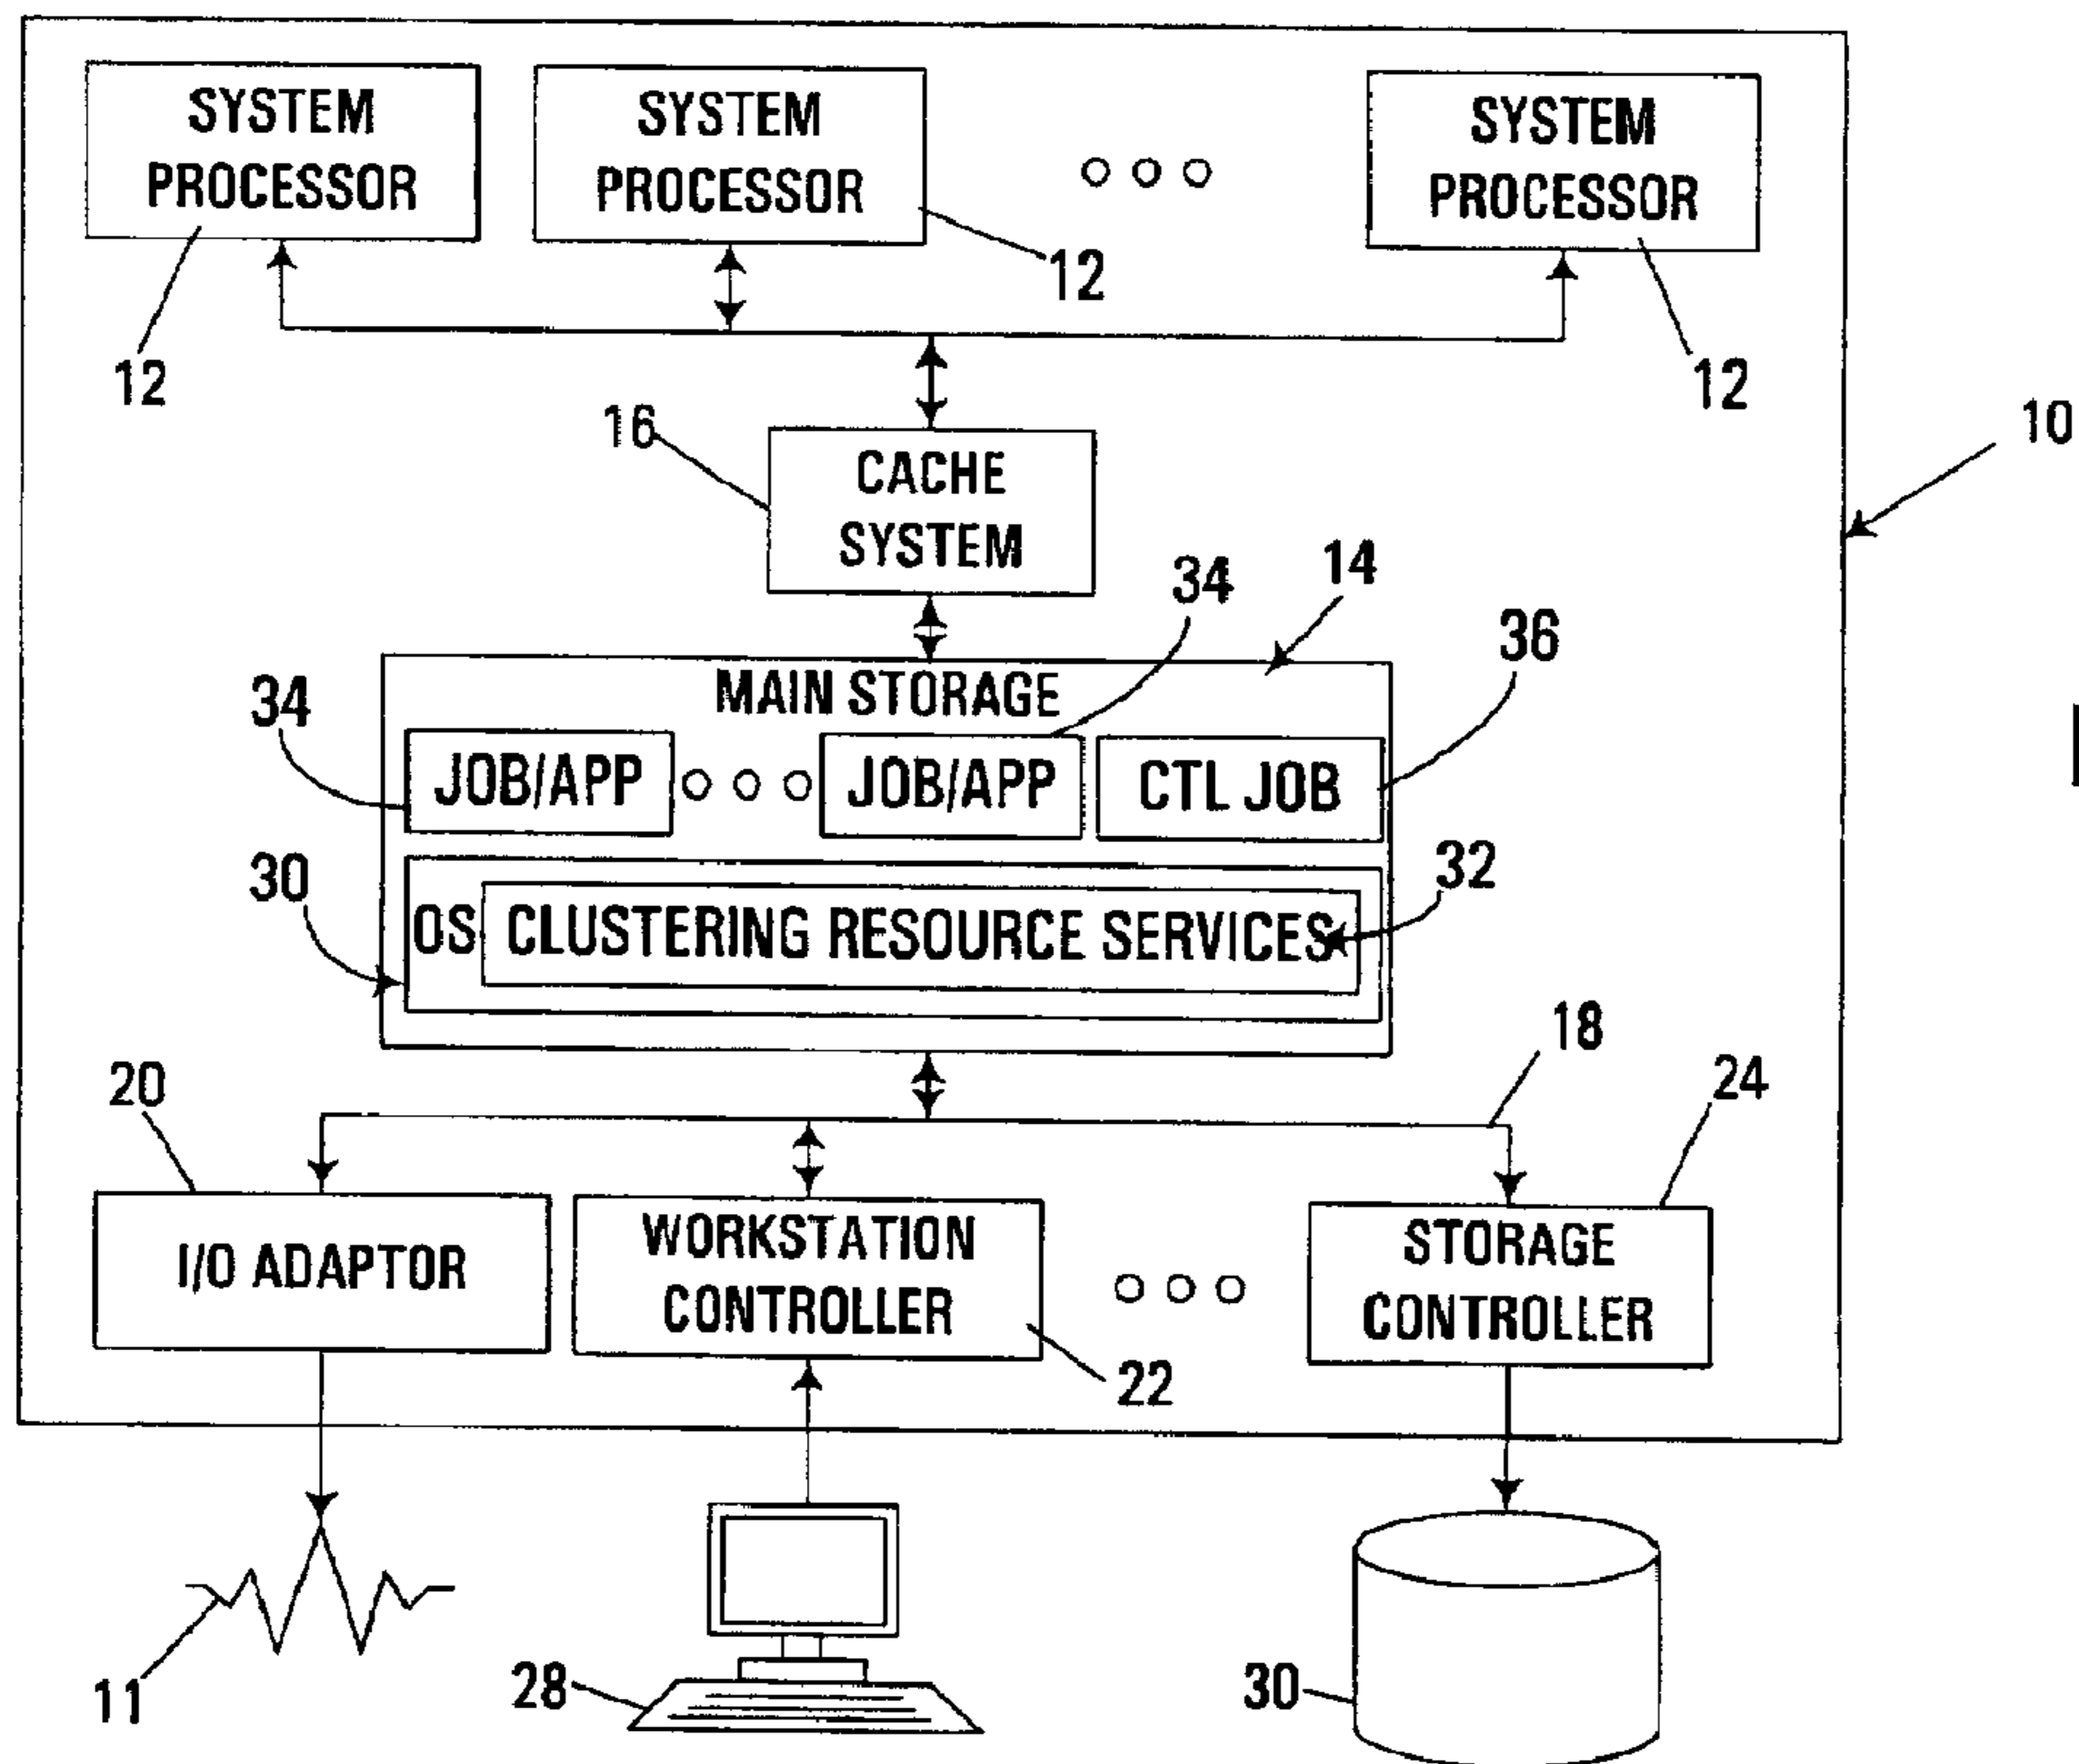 SYSTEM
PROCESSOR
SYSTEM
PROCESSOR
SYSTEM
PROCESSOR
12
12
12
10
16
CACHE
SYSTEM
34
14
36
34
MAIN STORAGE
JOB/APP
JOB/APP
CTL JOB
30
32
OS
CLUSTERING RESOURCE SERVICES
18
20
24
I/O ADAPTOR
WORKSTATION
CONTROLLER
STORAGE
CONTROLLER
22
11
28
30